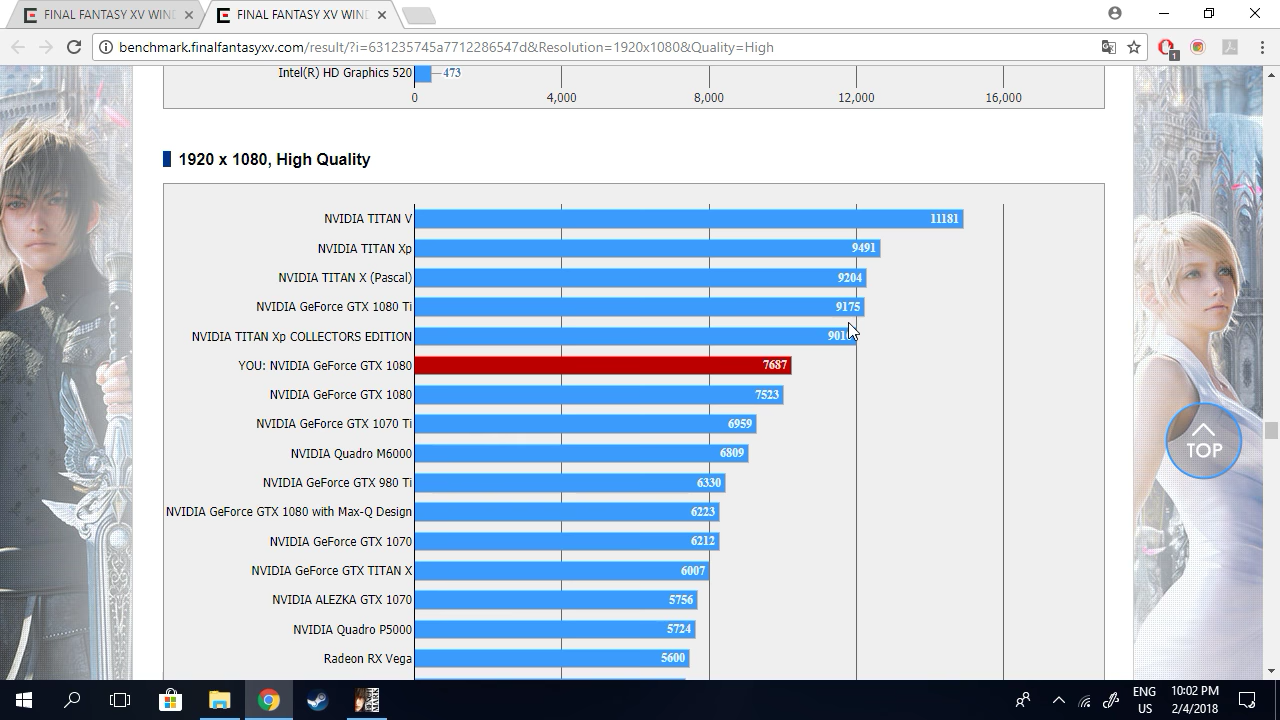 FINAL FANTASY XV WIND
FINAL FANTASY XV WIND
benchmark.finalfantasyxv.com/result/?i=631235745a7712286947d&Resolution=1920x1080&Quality=High
1
Intel(R) HD Graphics 520 473
0 4,000 8,000 12,000 16,000
1920 x 1080, High Quality
NVIDIA TITAN V 11181
NVIDIA TITAN Xp 9491
NVIDIA TITAN X (Pascal) 9204
NVIDIA GeForce GTX 1080 Ti 9175
NVIDIA TITAN Xp COLLECTORS EDITION
YOU: NVIDIA GeForce GTX 1080 7687
NVIDIA GeForce GTX 1080 7523
NVIDIA GeForce GTX 1070 Ti 6959
NVIDIA Quadro M6000 6809
NVIDIA GeForce GTX 980 Ti 6330
NVIDIA GeForce GTX 1080 with Max-Q Design 6223
NVIDIA GeForce GTX 1070 6212
NVIDIA GeForce GTX TITAN X 6007
NVIDIA ALEZKA GTX 1070 5756
NVIDIA Quadro P5000 5724
Radeon RX Vega 5600
TOP
ENG 10:02 PM
US 2/4/2018